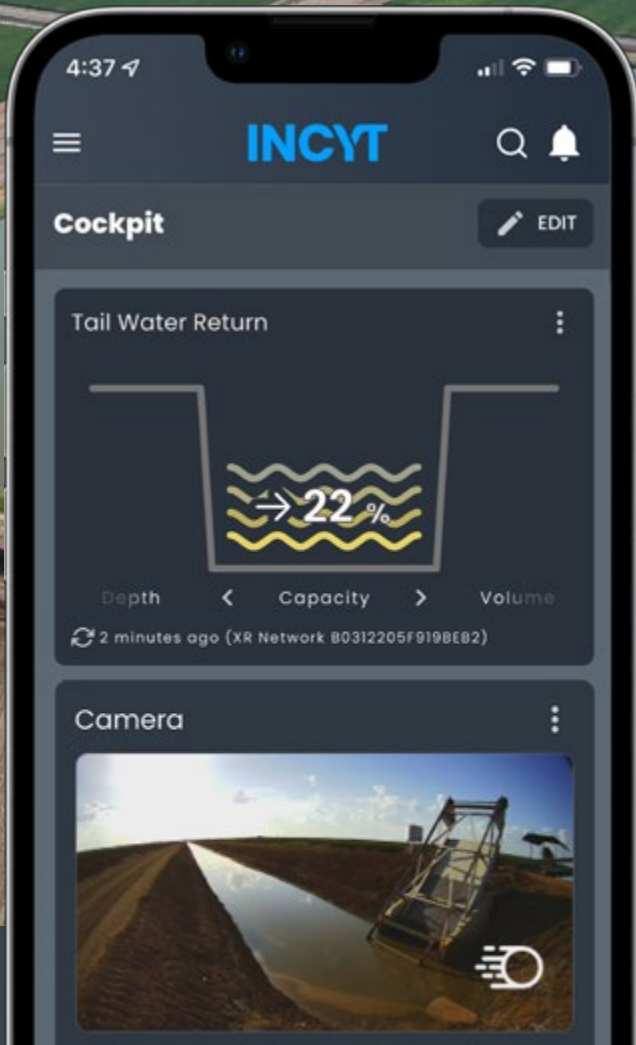 4:37
INCYT
Cockpit
EDIT
Tail Water Return
22 %
Depth < Capacity > Volume
2 minutes ago (XR Network B0312205F919BEB2)
Camera